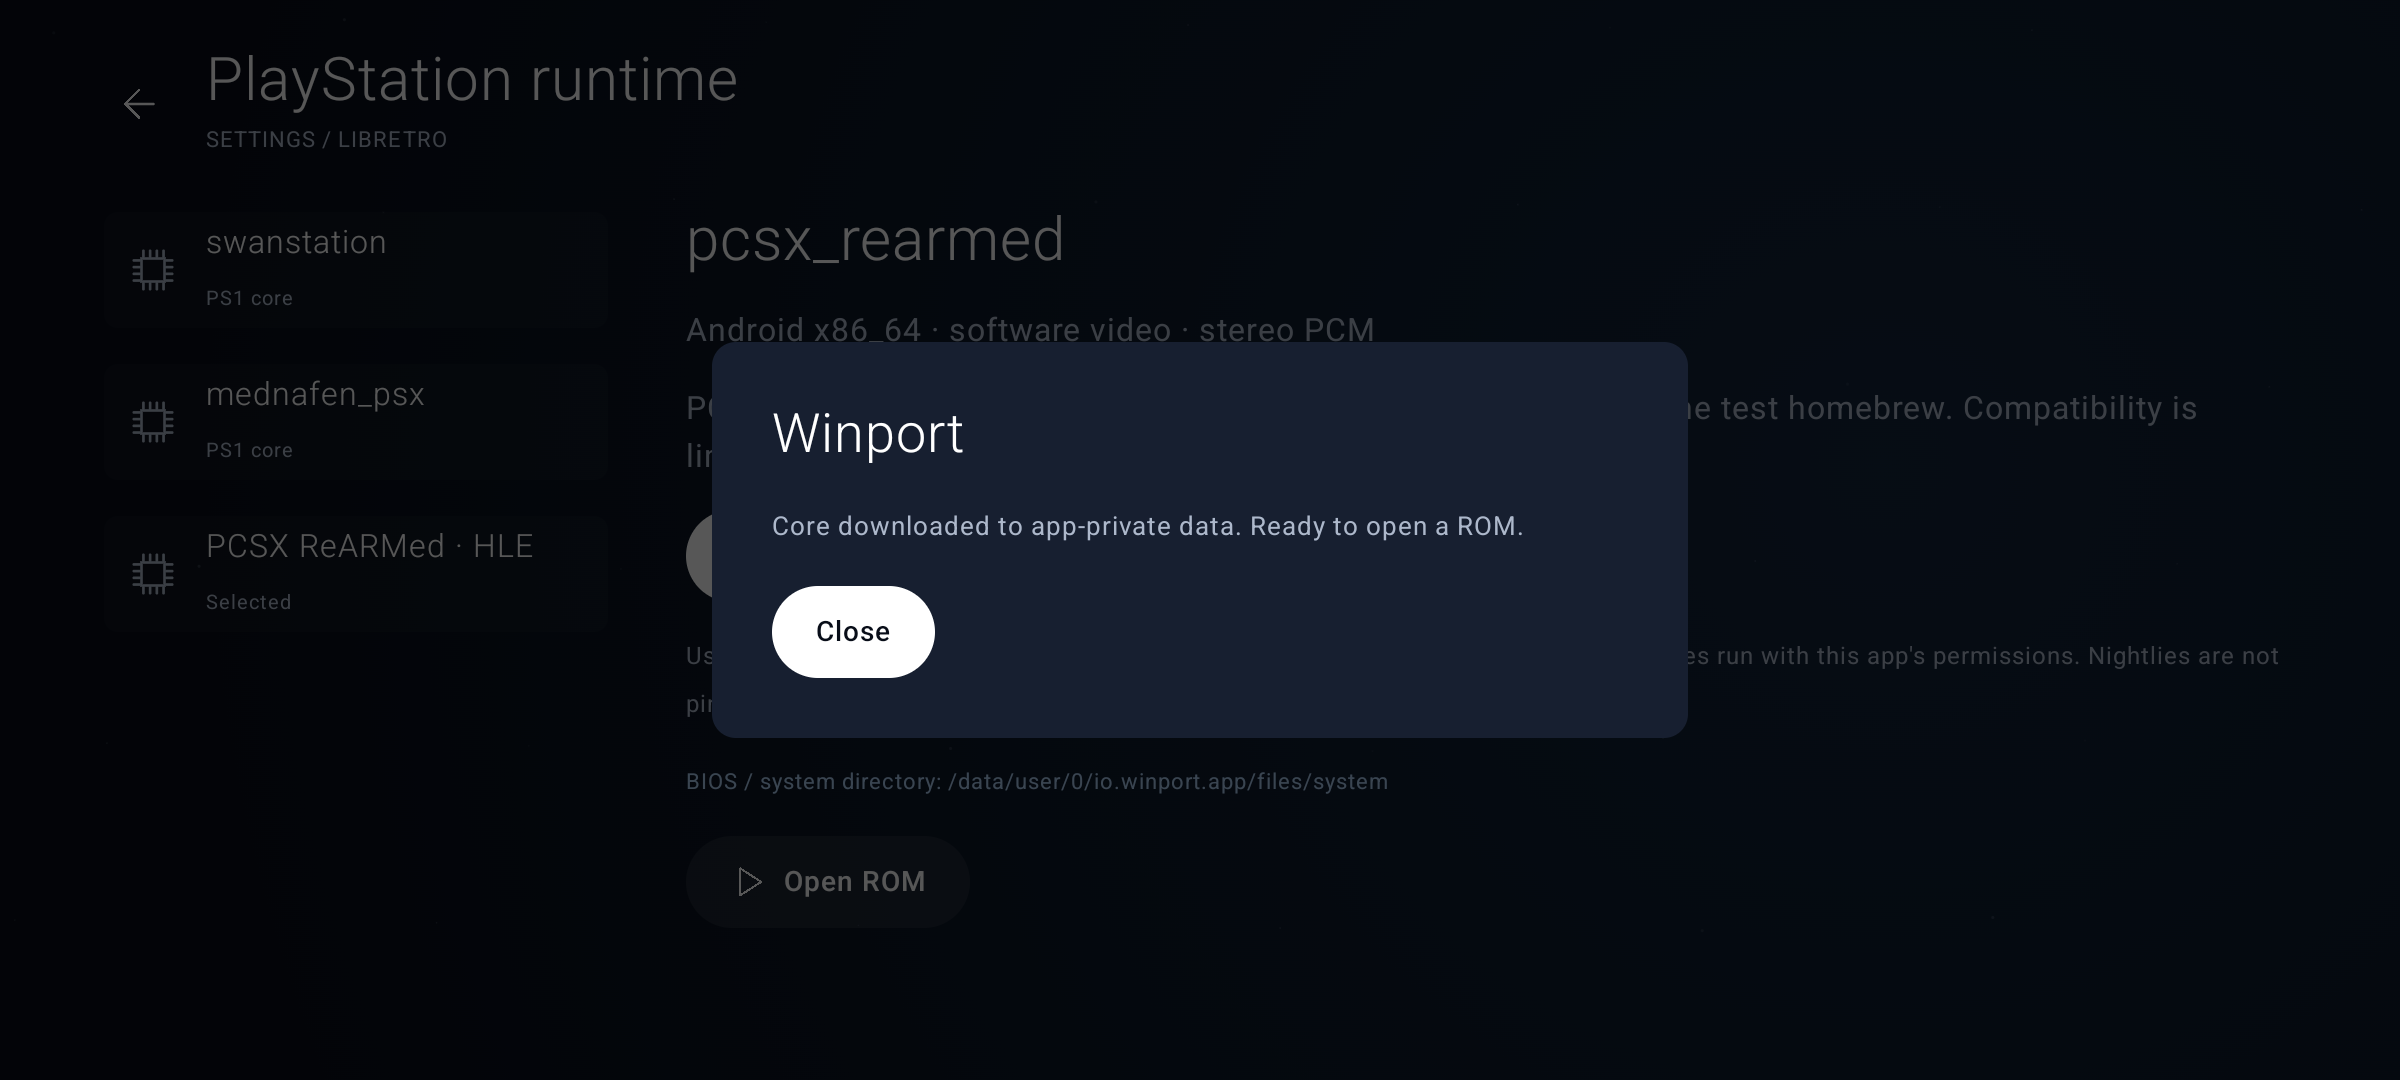 PlayStation runtime
SETTINGS / LIBRETRO
swanstation
PS1 core
mednafen_psx
PS1 core
PCSX ReARMed · HLE
Selected
pcsx_rearmed
Android x86_64 · software video · stereo PCM
test homebrew. Compatibility is
Winport
Core downloaded to app-private data. Ready to open a ROM.
Close
run with this app's permissions. Nightlies are not
BIOS / system directory: /data/user/0/io.winport.app/files/system
Open ROM